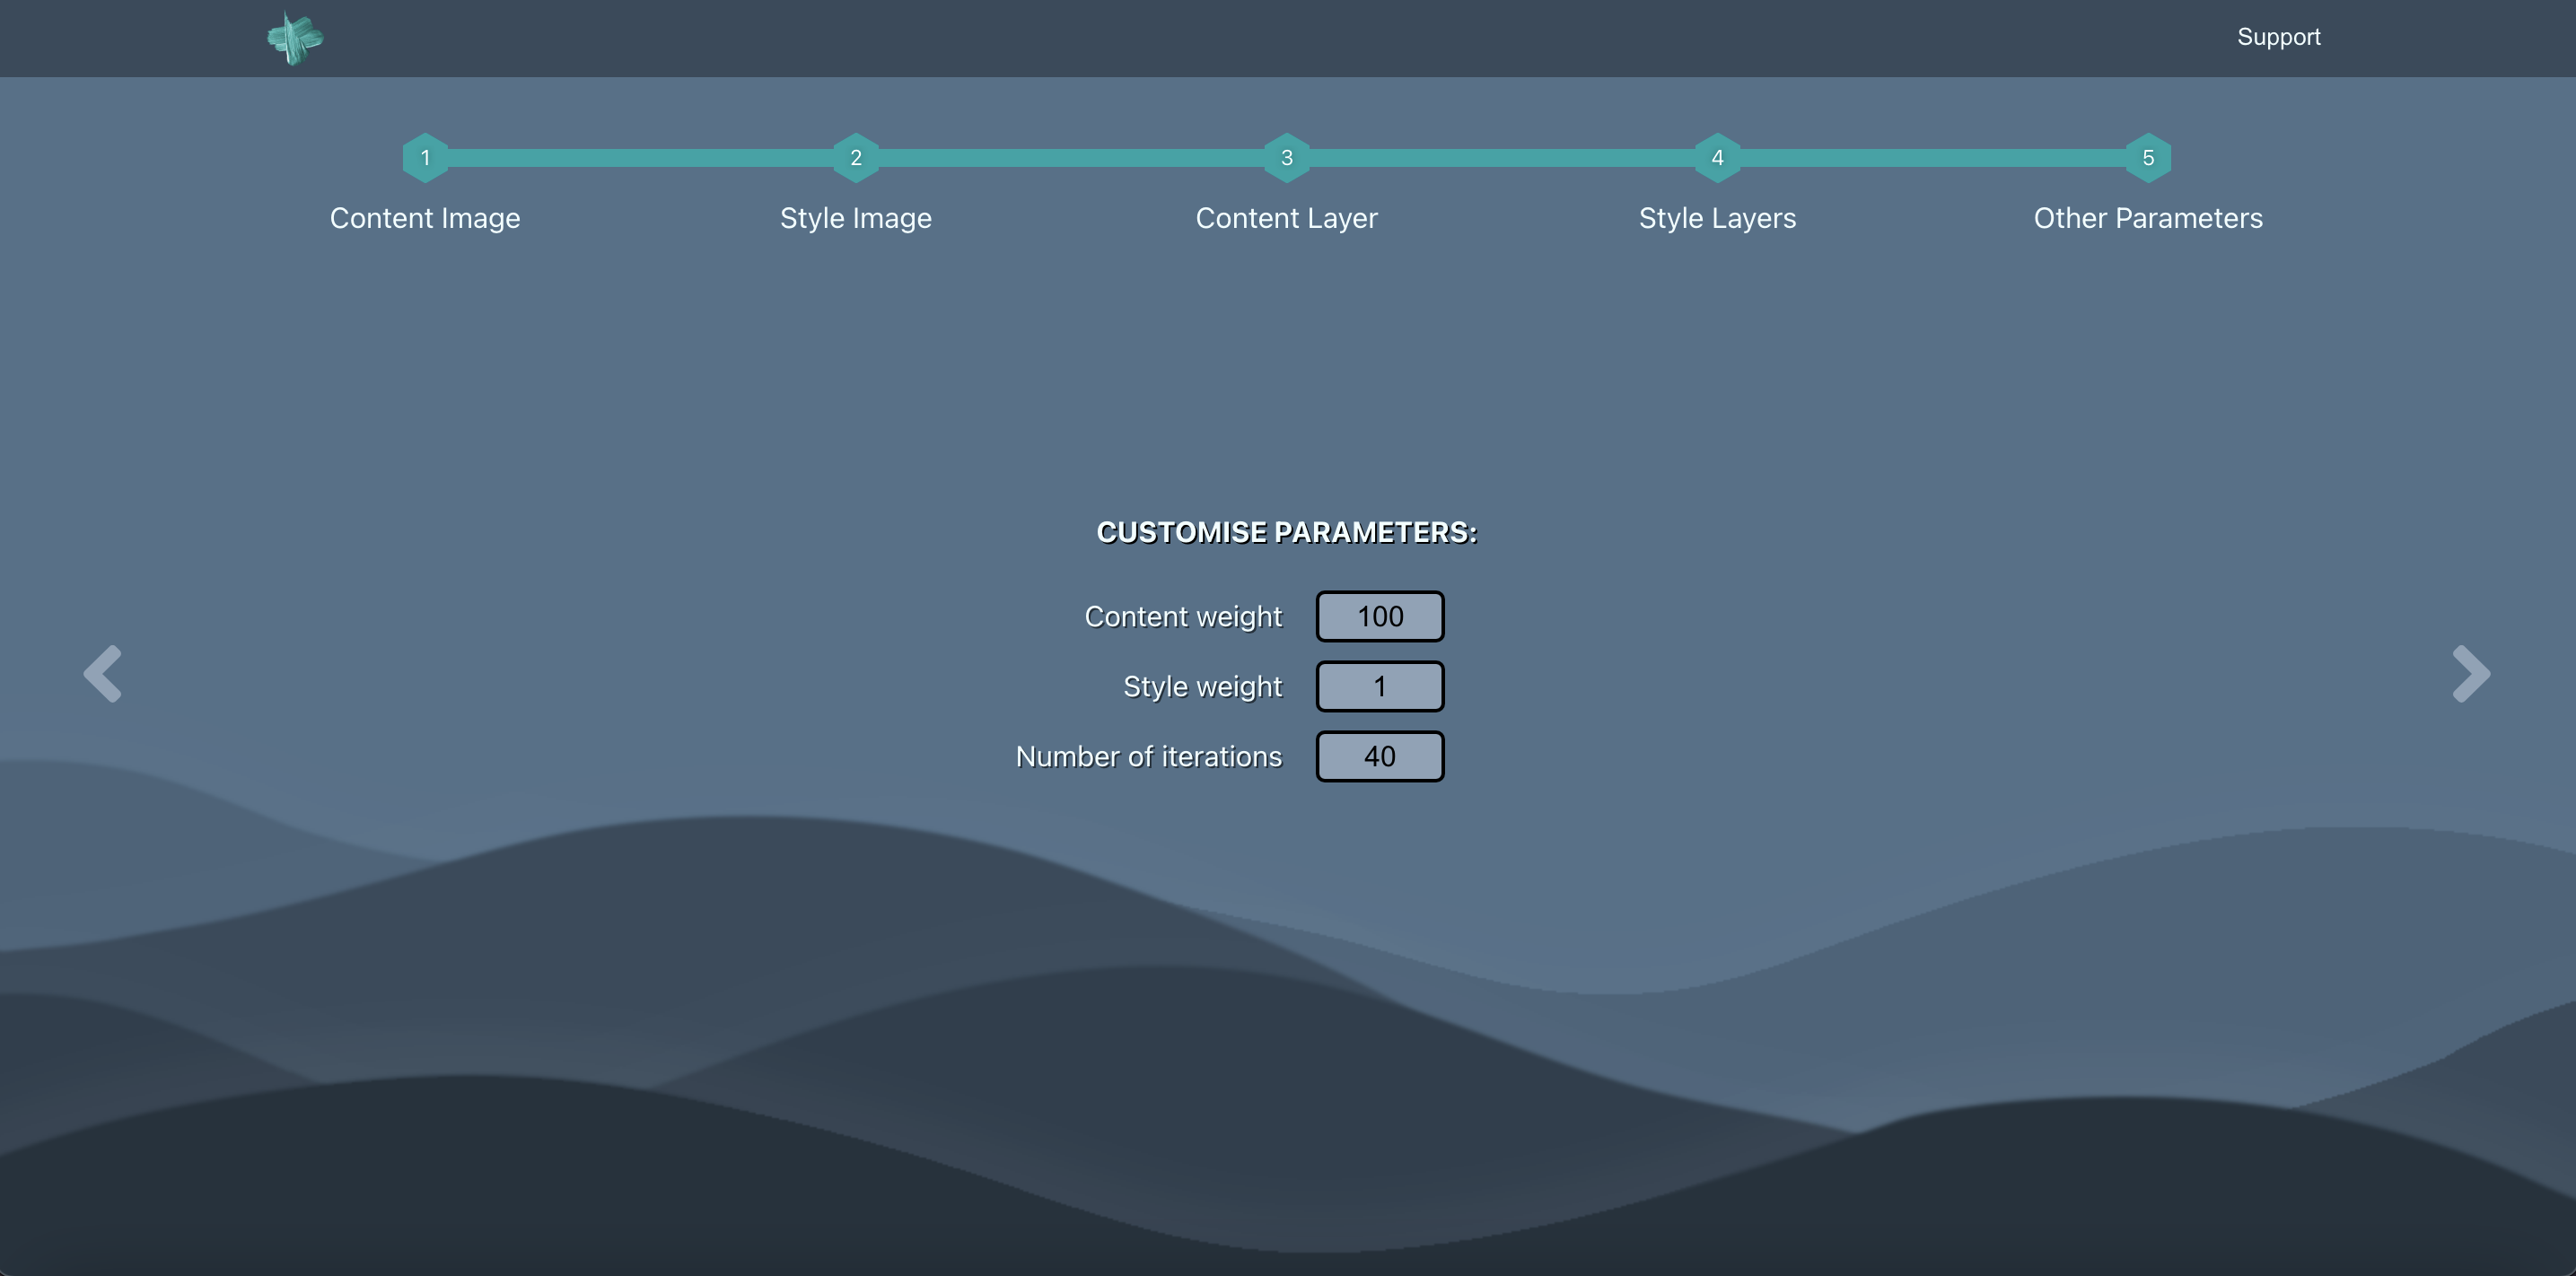 Support
1 2 3 4 5
Content Image Style Image Content Layer Style Layers Other Parameters
CUSTOMISE PARAMETERS:
Content weight 100
Style weight 1
Number of iterations 40